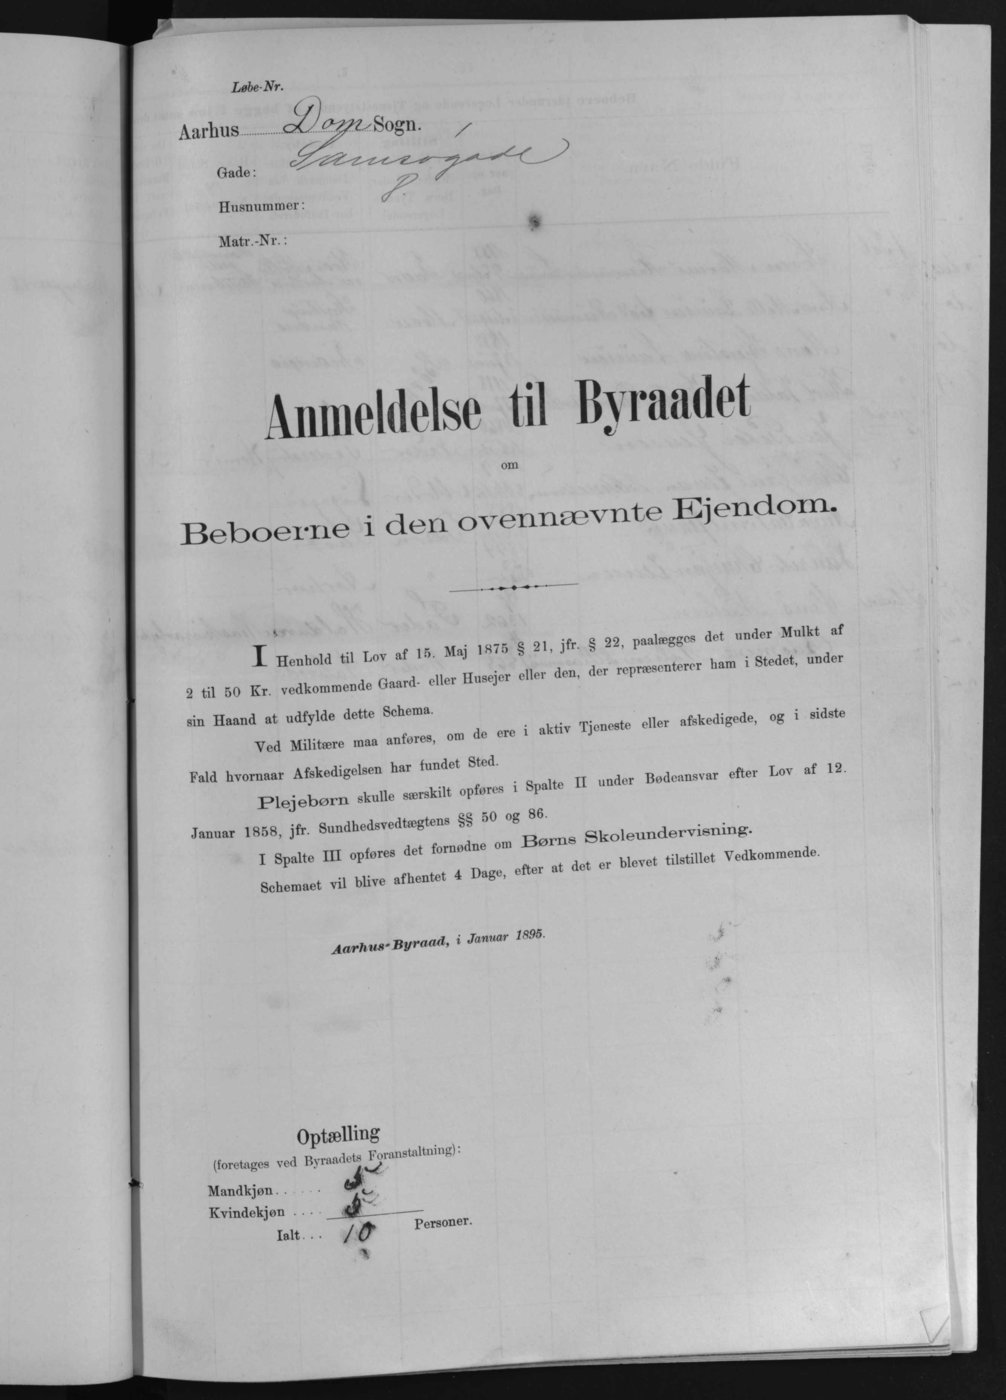 Løbe-Nr.
Aarhus Dom Sogn.
Gade: Samsøgade
Husnummer: 8.
Matr.-Nr.:
Anmeldelse til Byraadet
om
Beboerne i den ovennævnte Ejendom.
I Henhold til Lov af 15. Maj 1875 § 21, jfr. § 22, paalægges det under Mulkt af
2 til 50 Kr. vedkommende Gaard- eller Husejer eller den, der repræsenterer ham i Stedet, under
sin Haand at udfylde dette Schema.
Ved Militære maa anføres, om de ere i aktiv Tjeneste eller afskedigede, og i sidste
Fald hvornaar Afskedigelsen har fundet Sted.
Plejebørn skulle særskilt opføres i Spalte II under Bødeansvar efter Lov af 12.
Januar 1858, jfr. Sundhedsvedtægtens §§ 50 og 86.
I Spalte III opføres det fornødne om Børns Skoleundervisning.
Schemaet vil blive afhentet 4 Dage, efter at det er blevet tilstillet Vedkommende.
Aarhus-Byraad, i Januar 1895.
Optælling
(foretages ved Byraadets Foranstaltning):
Mandkjøn...... 5
Kvindekjøn .... 5
Ialt... 10 Personer.